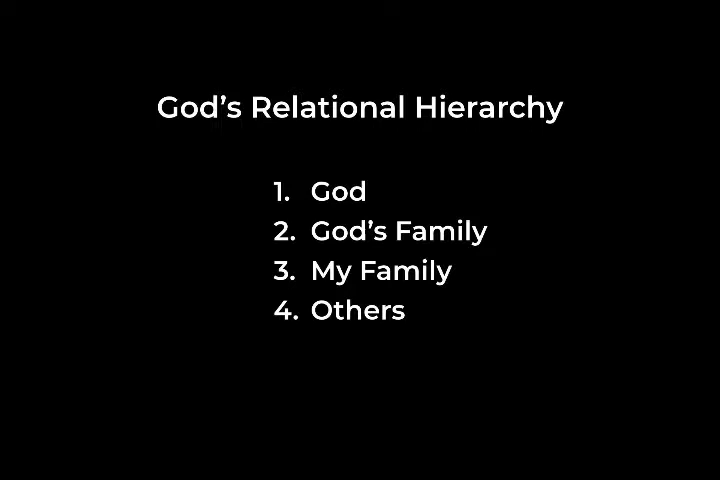 God’s Relational Hierarchy
1. God
2. God’s Family
3. My Family
4. Others